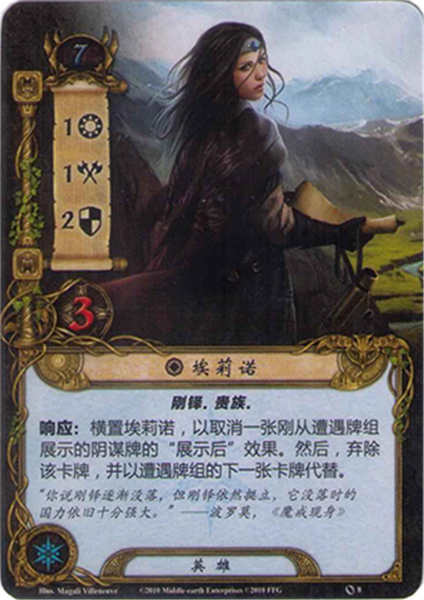 7
1
1
2
3
埃莉诺
刚铎. 贵族.
响应：横置埃莉诺，以取消一张刚从遭遇牌组
展示的阴谋牌的“展示后”效果。然后，弃除
该卡牌，并以遭遇牌组的下一张卡牌代替。
“你说刚铎逐渐没落，但刚铎依然挺立，它没落时的
国力依旧十分强大。”——波罗莫，《魔戒现身》
英雄
Illus. Magali Villeneuve ©2010 Middle-earth Enterprises ©2010 FFG 8